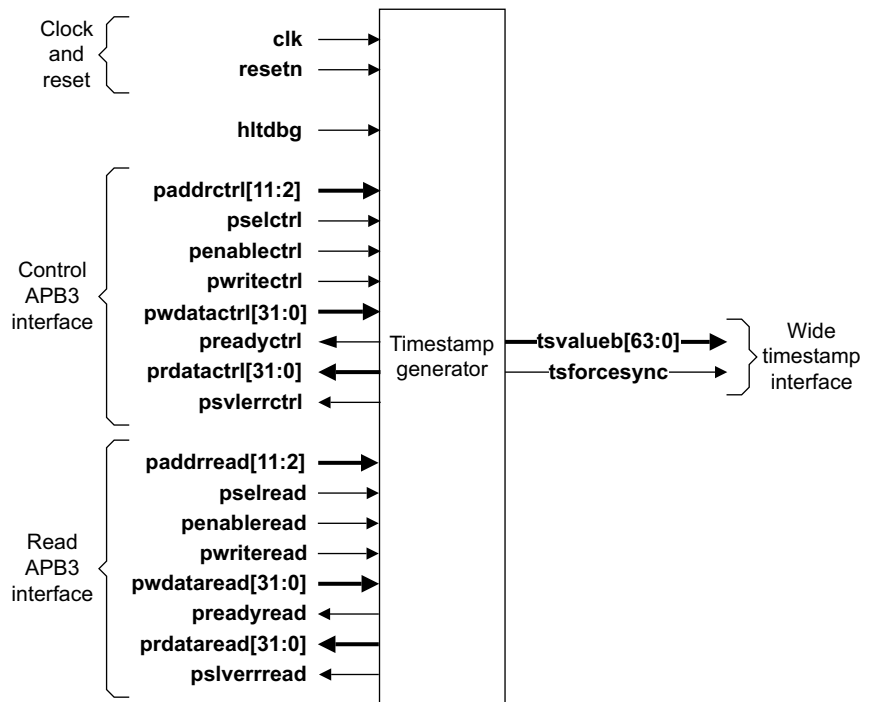 Clock
and
reset
clk
resetn
hltdbg
Control
APB3
interface
paddrctrl[11:2]
pselctrl
penablectrl
pwritectrl
pwdatactrl[31:0]
preadyctrl
prdatactrl[31:0]
psvlerrctrl
Read
APB3
interface
paddrread[11:2]
pselread
penableread
pwriteread
pwdataread[31:0]
preadyread
prdataread[31:0]
pslverrread
Timestamp
generator
tsvalueb[63:0]
tsforcesync
Wide
timestamp
interface